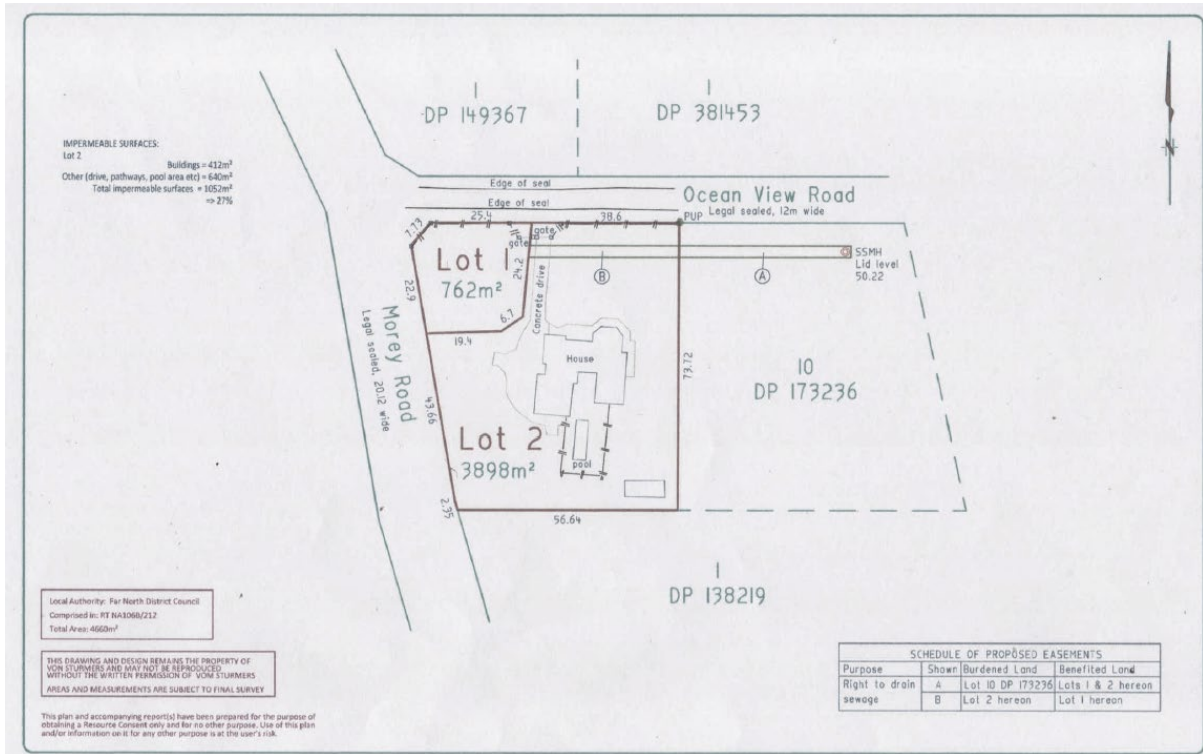 1
DP 149367
1
DP 381453
IMPERMEABLE SURFACES:
Lot 2
Buildings = 412m²
Other (drive, pathways, pool area etc) = 640m²
Total impermeable surfaces = 1052m²
=> 27%
Edge of seal
Edge of seal
Ocean View Road
Legal sealed, 12m wide
7.73
25.4
38.6
PUP
gate
gate
SSMH
Lid level
50.22
B
A
Lot 1
762m²
24.2
22.9
6.7
19.4
Concrete drive
Morey Road
Legal sealed, 20.12 wide
House
73.72
10
DP 173236
43.66
Lot 2
3898m²
pool
2.35
56.64
1
DP 138219
Local Authority: Far North District Council
Comprised in: RT NA106B/212
Total Area: 4660m²
THIS DRAWING AND DESIGN REMAINS THE PROPERTY OF
VON STURMERS AND MAY NOT BE REPRODUCED
WITHOUT THE WRITTEN PERMISSION OF VOM STURMERS
AREAS AND MEASUREMENTS ARE SUBJECT TO FINAL SURVEY
This plan and accompanying report(s) have been prepared for the purpose of
obtaining a Resource Consent only and for no other purpose. Use of this plan
and/or information on it for any other purpose is at the user's risk.
SCHEDULE OF PROPOSED EASEMENTS
Purpose Shown Burdened Land Benefited Land
Right to drain sewage A Lot 10 DP 173236 Lots 1 & 2 hereon
B Lot 2 hereon Lot 1 hereon